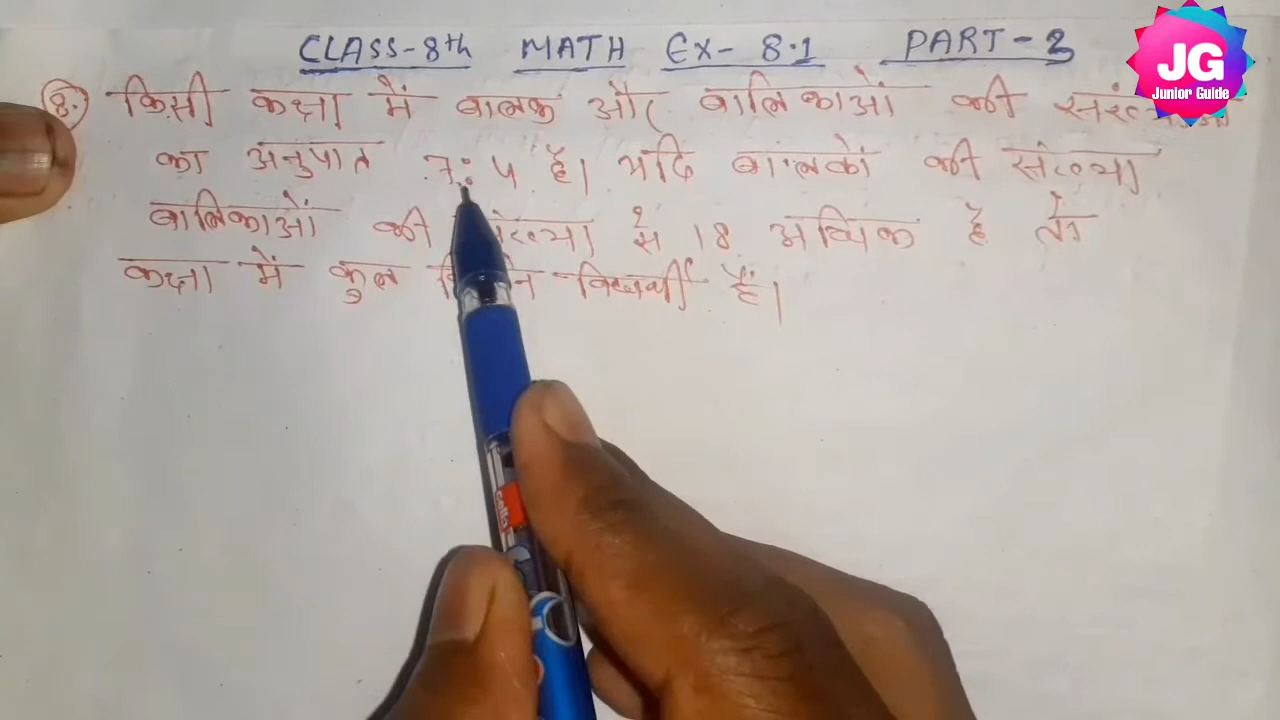 CLASS-8th MATH EX- 8.1 PART-3
JG
Junior Guide
8. किसी कक्षा में बालक और बालिकाओं की
का अनुपात 7:5 है। यदि बालकों की संख्या
बालिकाओं की संख्या से 18 अधिक है तो
कक्षा में कुल विद्यार्थी हैं।
cello